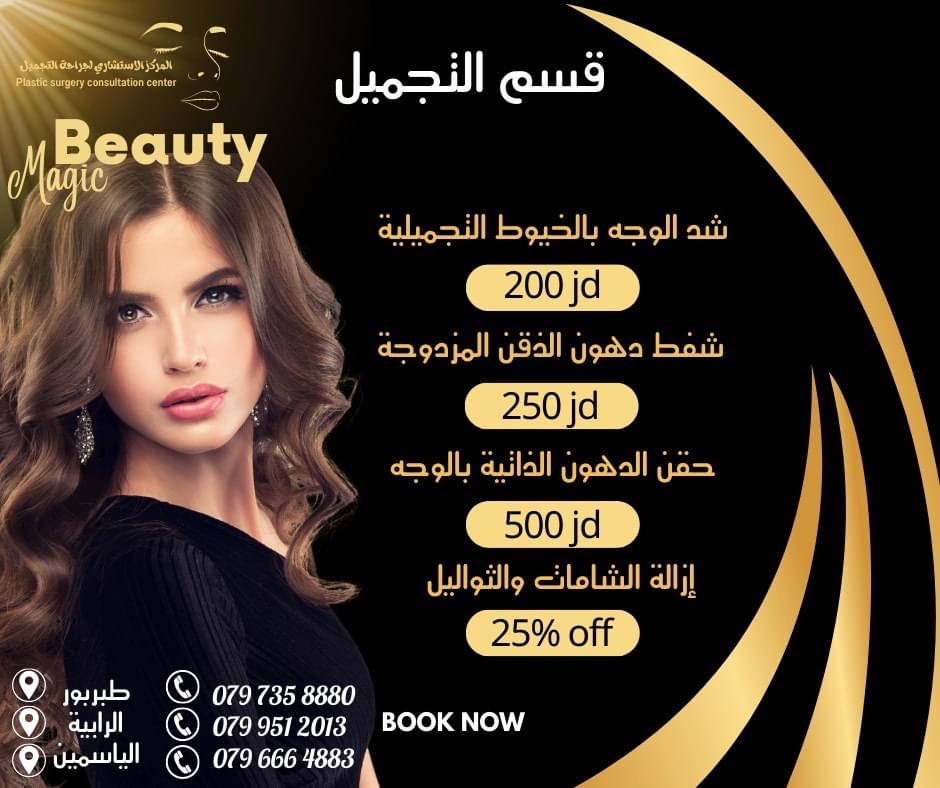 المركز الاستشاري لجراحة التجميل
Plastic surgery consultation center
Beauty
Magic
قسم التجميل
شد الوجه بالخيوط التجميلية
200 jd
شفط دهون الذقن المزدوجة
250 jd
حقن الدهون الذاتية بالوجه
500 jd
إزالة الشامات والثواليل
25% off
طبربور
079 735 8880
الرابية
079 951 2013
الياسمين
079 666 4883
BOOK NOW